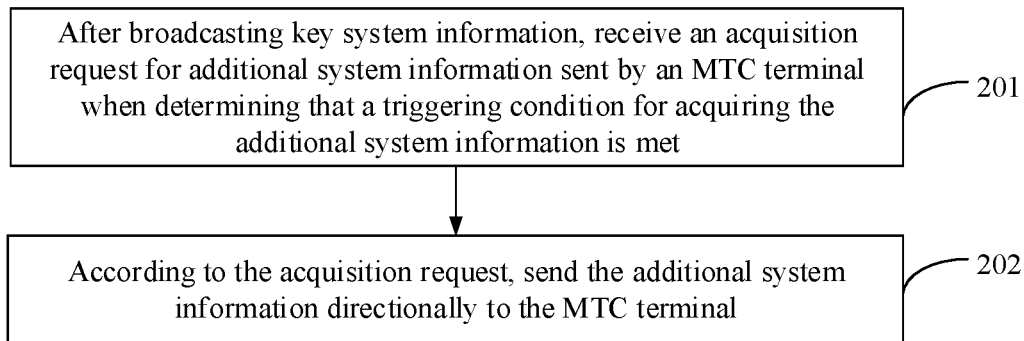 After broadcasting key system information, receive an acquisition
request for additional system information sent by an MTC terminal
when determining that a triggering condition for acquiring the
additional system information is met
201
According to the acquisition request, send the additional system
information directionally to the MTC terminal
202